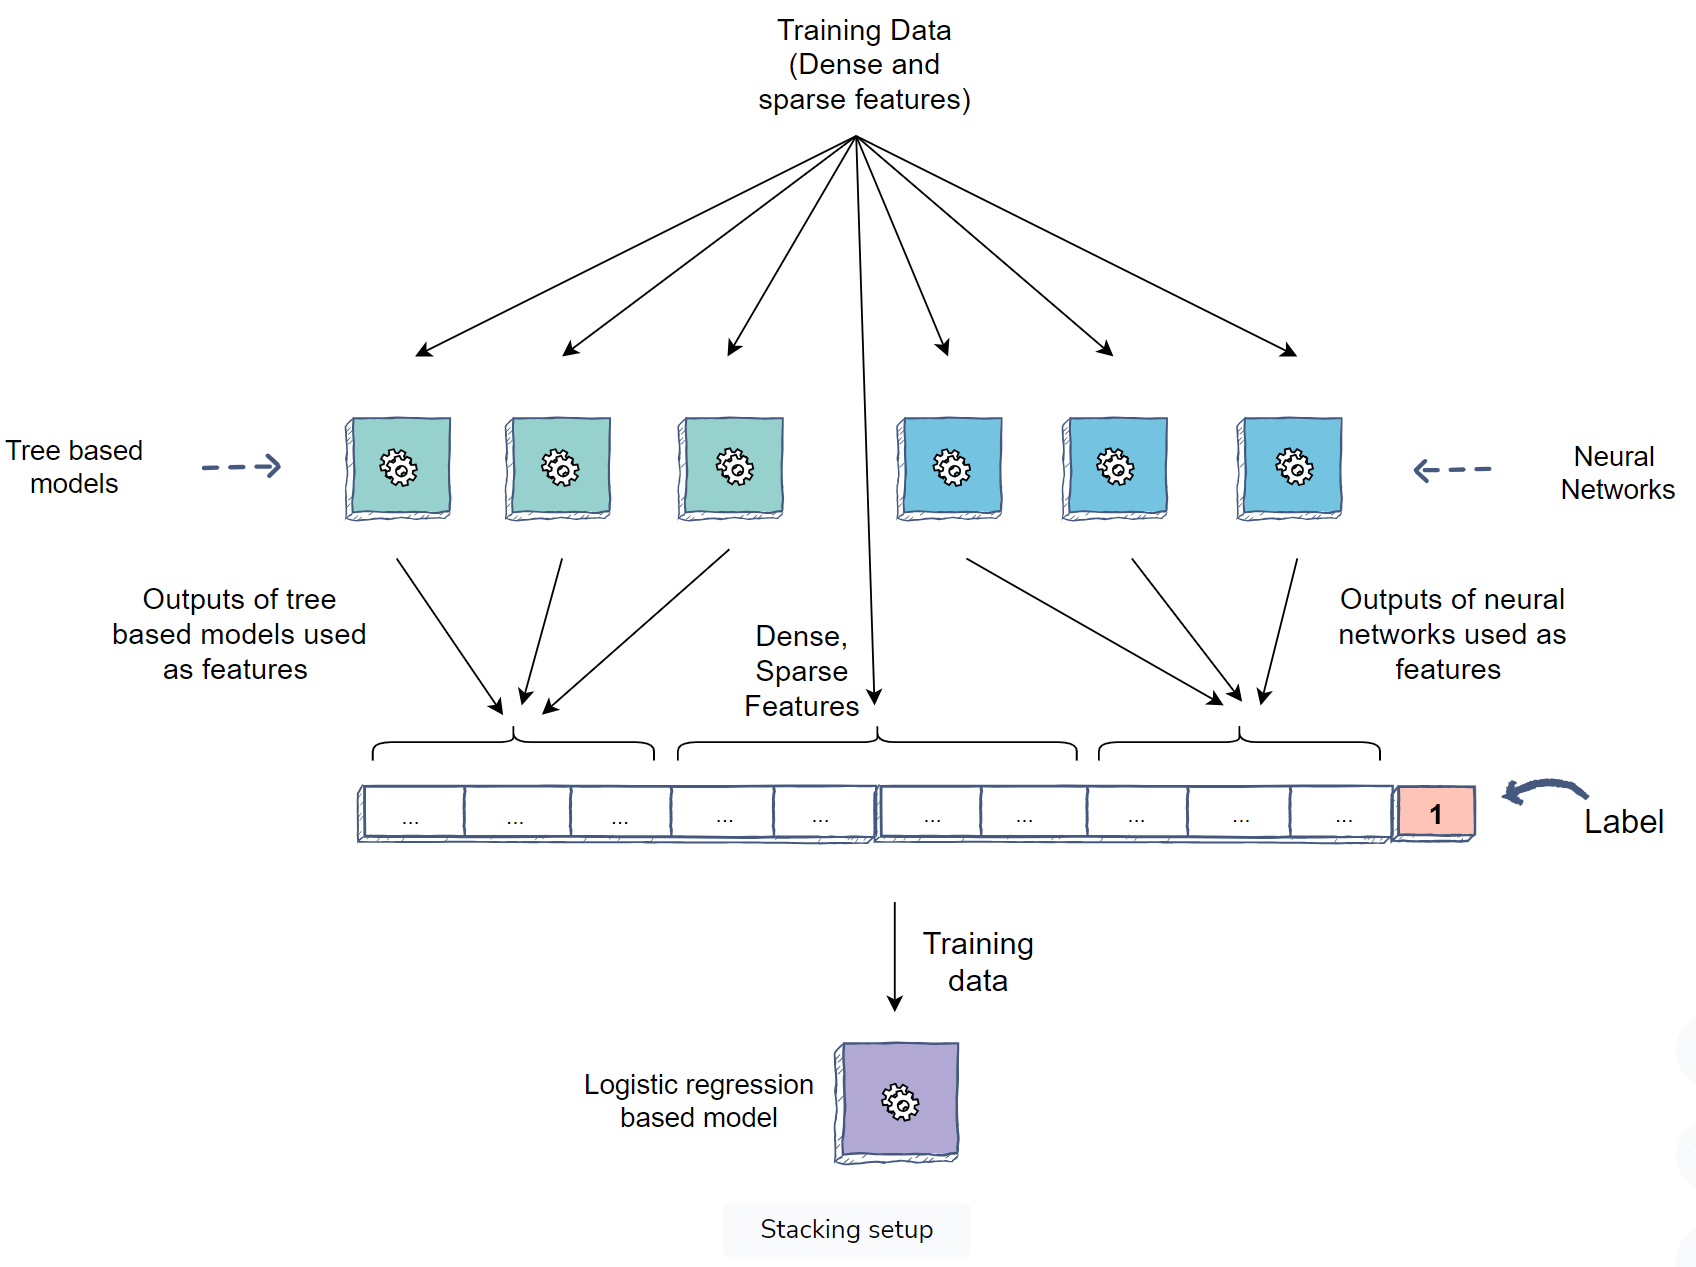 Training Data
(Dense and
sparse features)
Tree based
models
Neural
Networks
Outputs of tree
based models used
as features
Dense,
Sparse
Features
Outputs of neural
networks used as
features
... ... ... ... ... ... ... ... ... ... 1
Label
Training
data
Logistic regression
based model
Stacking setup